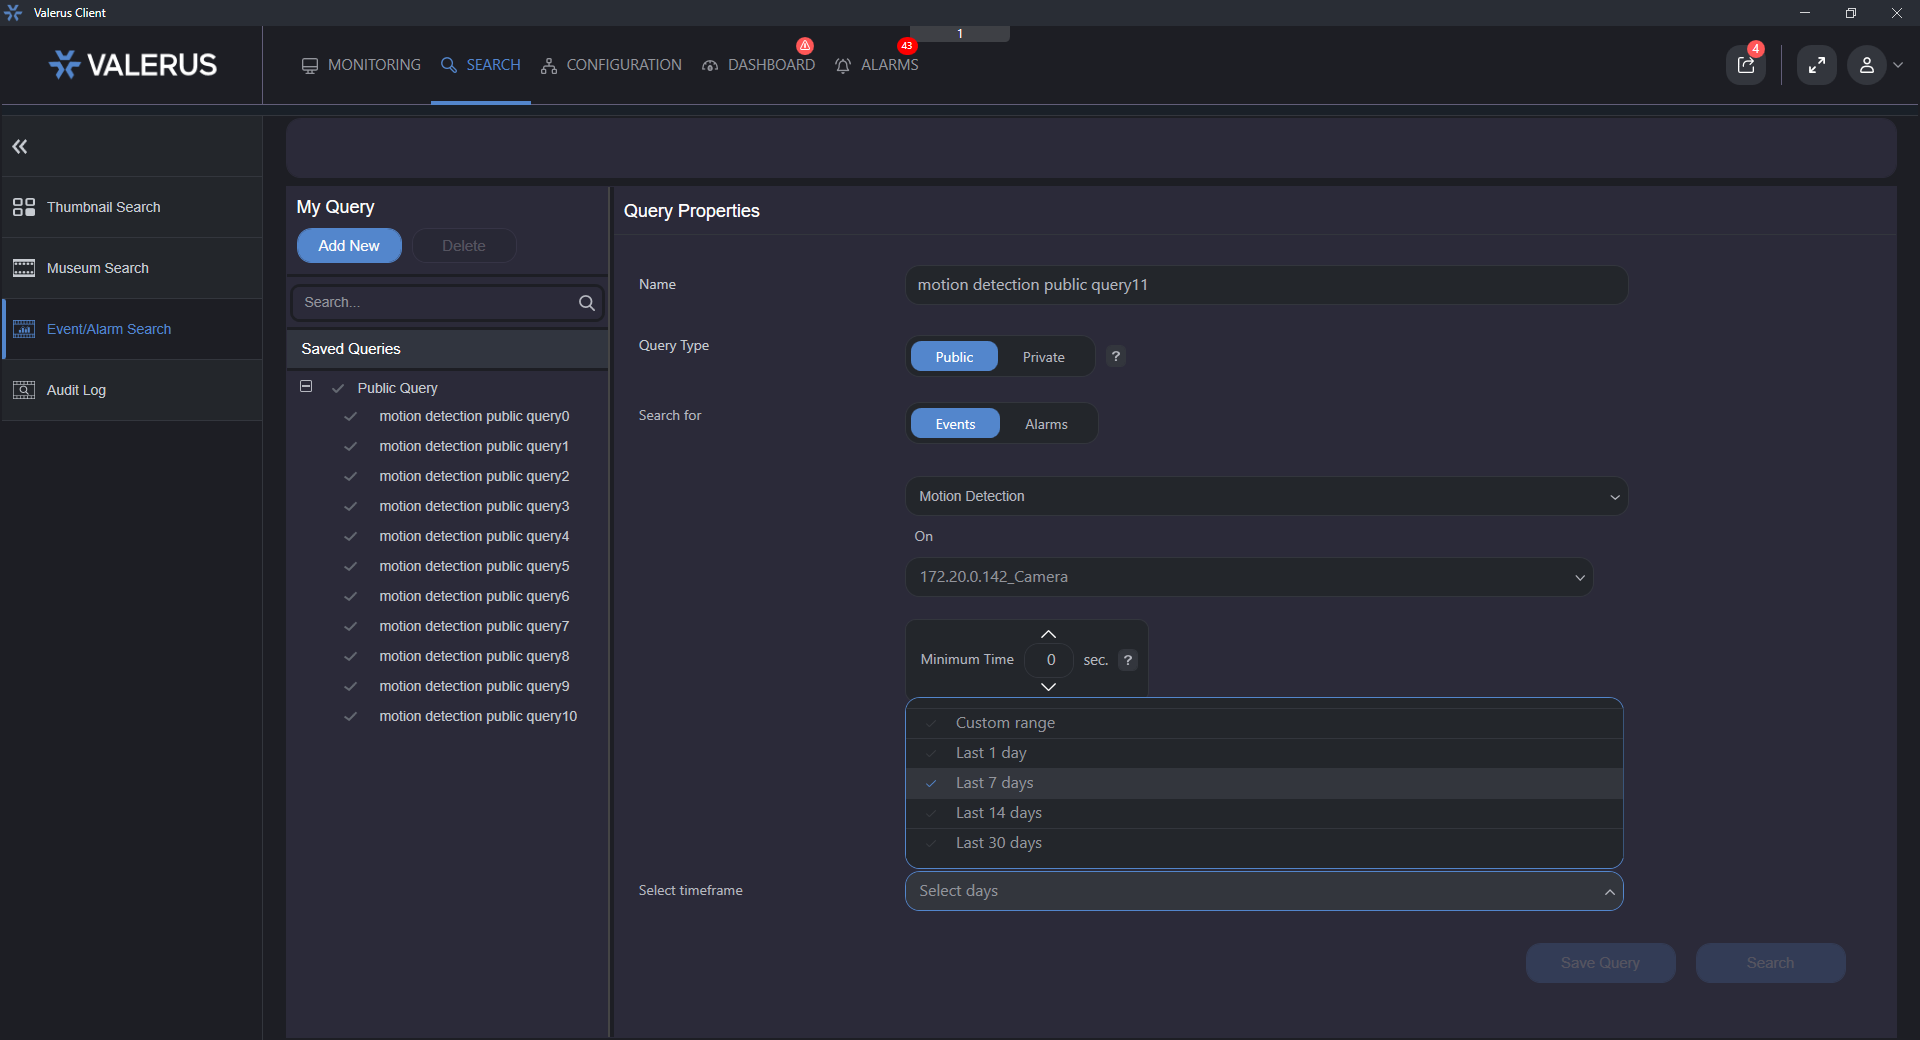 Valerus Client
VALERUS
MONITORING
SEARCH
CONFIGURATION
DASHBOARD
43
ALARMS
1
4
Thumbnail Search
Museum Search
Event/Alarm Search
Audit Log
My Query
Add New
Delete
Search...
Saved Queries
Public Query
motion detection public query0
motion detection public query1
motion detection public query2
motion detection public query3
motion detection public query4
motion detection public query5
motion detection public query6
motion detection public query7
motion detection public query8
motion detection public query9
motion detection public query10
Query Properties
Name
motion detection public query11
Query Type
Public
Private
?
Search for
Events
Alarms
Motion Detection
On
172.20.0.142_Camera
Minimum Time
0
sec.
?
Custom range
Last 1 day
Last 7 days
Last 14 days
Last 30 days
Select timeframe
Select days
Save Query
Search